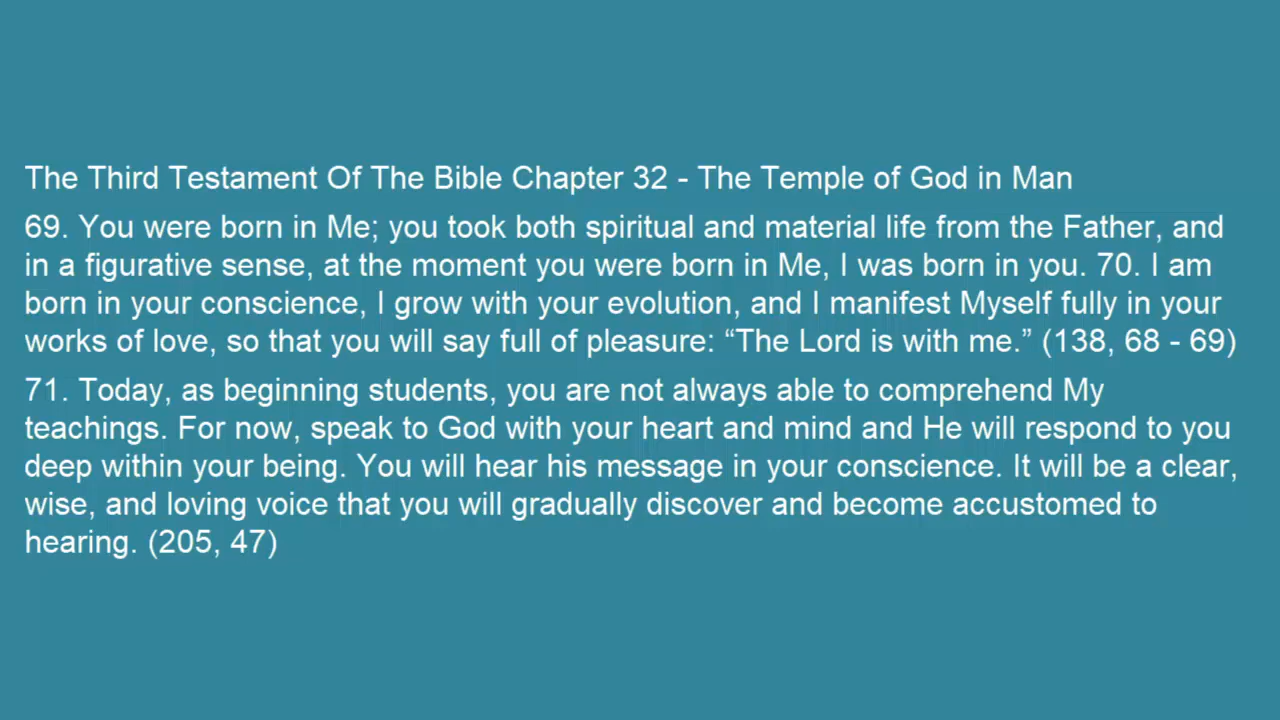 The Third Testament Of The Bible Chapter 32 - The Temple of God in Man
69. You were born in Me; you took both spiritual and material life from the Father, and
in a figurative sense, at the moment you were born in Me, I was born in you. 70. I am
born in your conscience, I grow with your evolution, and I manifest Myself fully in your
works of love, so that you will say full of pleasure: “The Lord is with me.” (138, 68 - 69)
71. Today, as beginning students, you are not always able to comprehend My
teachings. For now, speak to God with your heart and mind and He will respond to you
deep within your being. You will hear his message in your conscience. It will be a clear,
wise, and loving voice that you will gradually discover and become accustomed to
hearing. (205, 47)